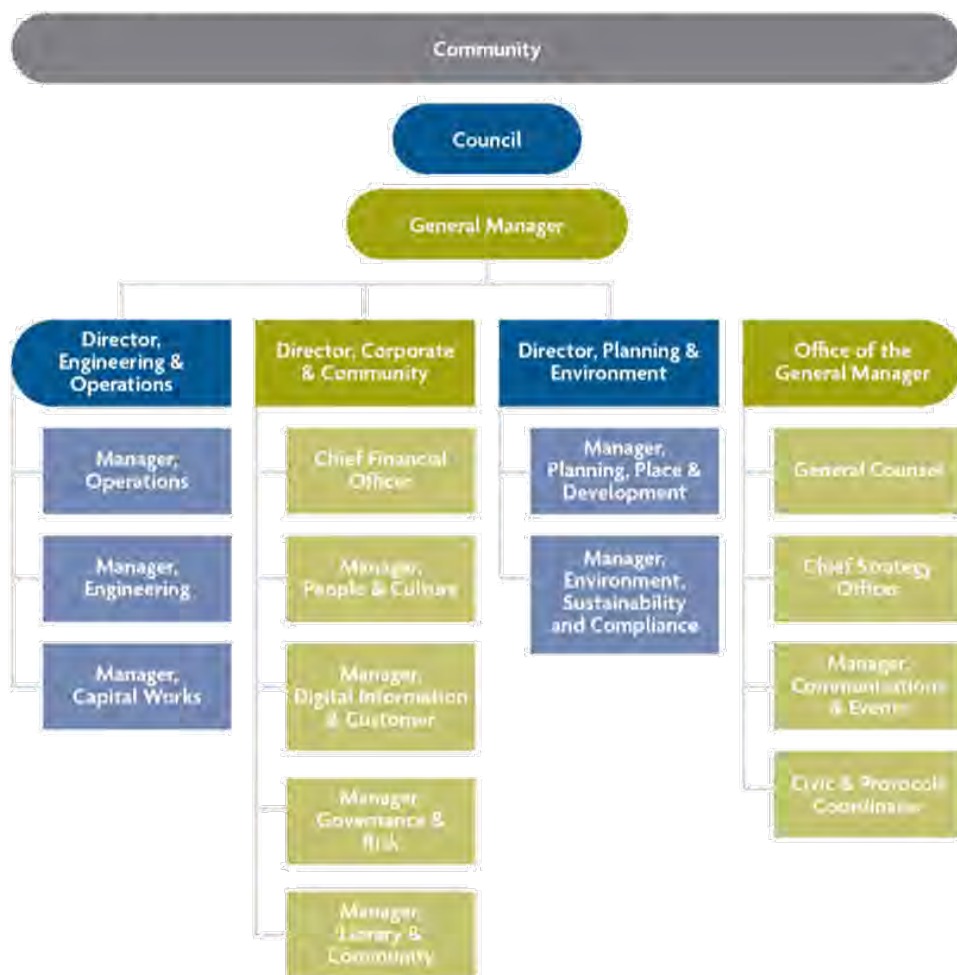 Community
Council
General Manager
Director,
Engineering &
Operations
Manager,
Operations
Manager,
Engineering
Manager,
Capital Works
Director, Corporate
& Community
Chief Financial
Officer
Manager,
People & Culture
Manager,
Digital Information
& Customer
Manager
Governance &
Risk
Manager,
Library &
Community
Director, Planning &
Environment
Manager,
Planning, Place &
Development
Manager,
Environment,
Sustainability
and Compliance
Office of the
General Manager
General Counsel
Chief Strategy
Officer
Manager,
Communications
& Events
Civic & Protocols
Coordinator